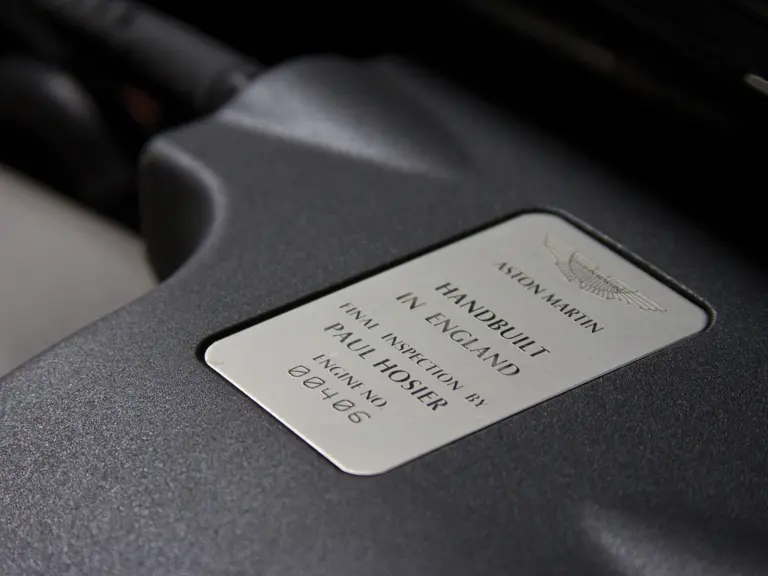 ASTON MARTIN
HANDBUILT
IN ENGLAND
FINAL INSPECTION BY
PAUL HOSIER
ENGINE NO
00406